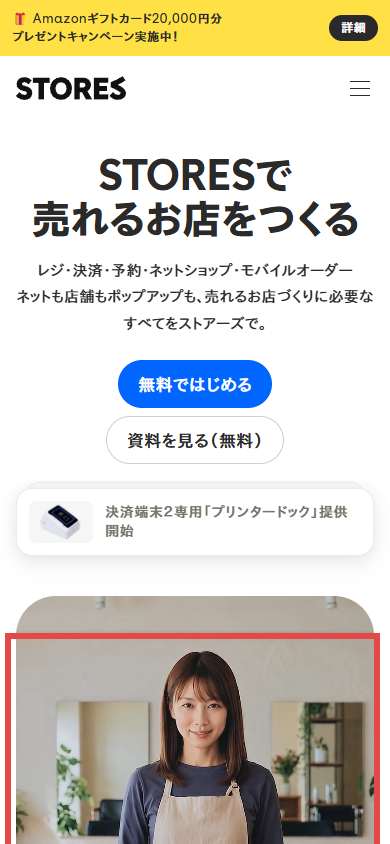 Amazonギフトカード20,000円分
プレゼントキャンペーン実施中!
詳細
STORES
STORESで
売れるお店をつくる
レジ・決済・予約・ネットショップ・モバイルオーダー
ネットも店舗もポップアップも、売れるお店づくりに必要な
すべてをストアーズで。
無料ではじめる
資料を見る(無料)
決済端末2専用「プリンタードック」提供
開始